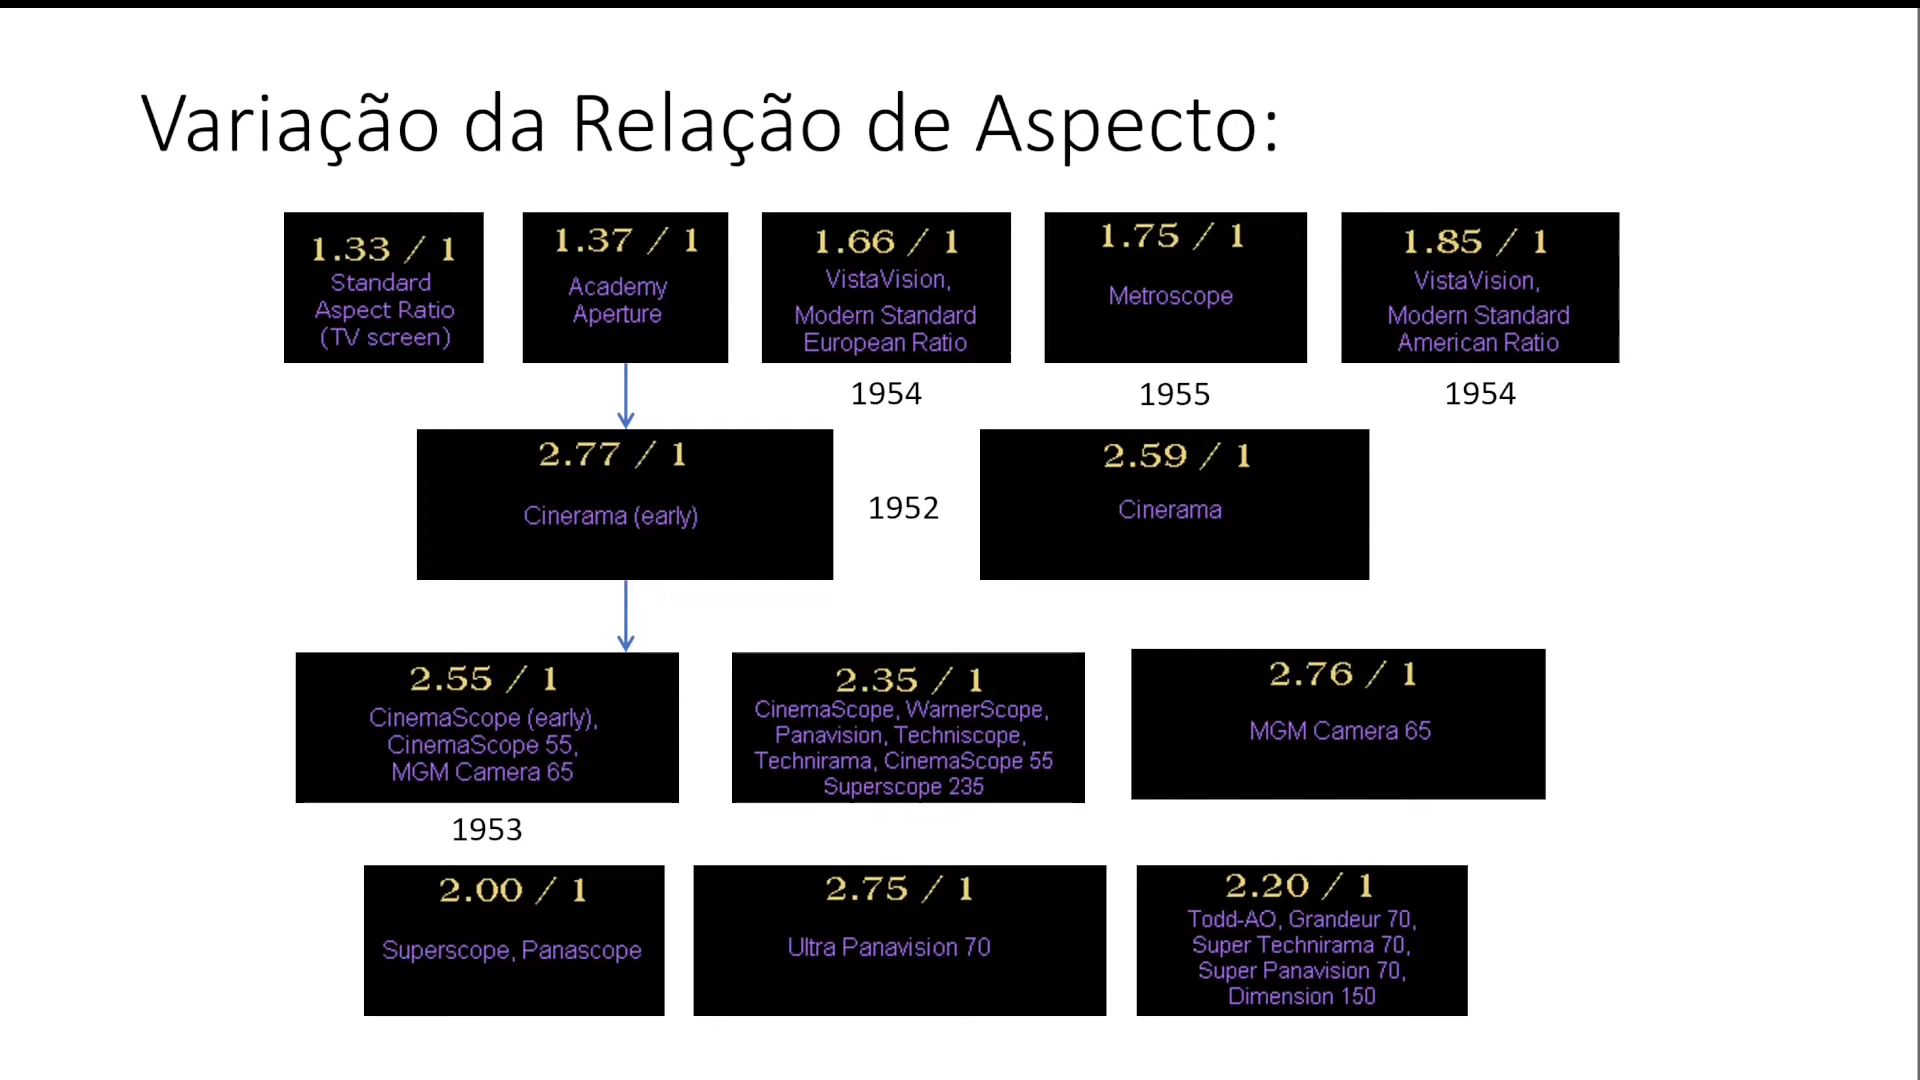 Variação da Relação de Aspecto:
1.33 / 1
Standard
Aspect Ratio
(TV screen)
1.37 / 1
Academy
Aperture
1.66 / 1
VistaVision,
Modern Standard
European Ratio
1954
1.75 / 1
Metroscope
1955
1.85 / 1
VistaVision,
Modern Standard
American Ratio
1954
2.77 / 1
Cinerama (early)
1952
2.59 / 1
Cinerama
2.55 / 1
CinemaScope (early),
CinemaScope 55,
MGM Camera 65
1953
2.35 / 1
CinemaScope, WarnerScope,
Panavision, Techniscope,
Technirama, CinemaScope 55
Superscope 235
2.76 / 1
MGM Camera 65
2.00 / 1
Superscope, Panascope
2.75 / 1
Ultra Panavision 70
2.20 / 1
Todd-AO, Grandeur 70,
Super Technirama 70,
Super Panavision 70,
Dimension 150